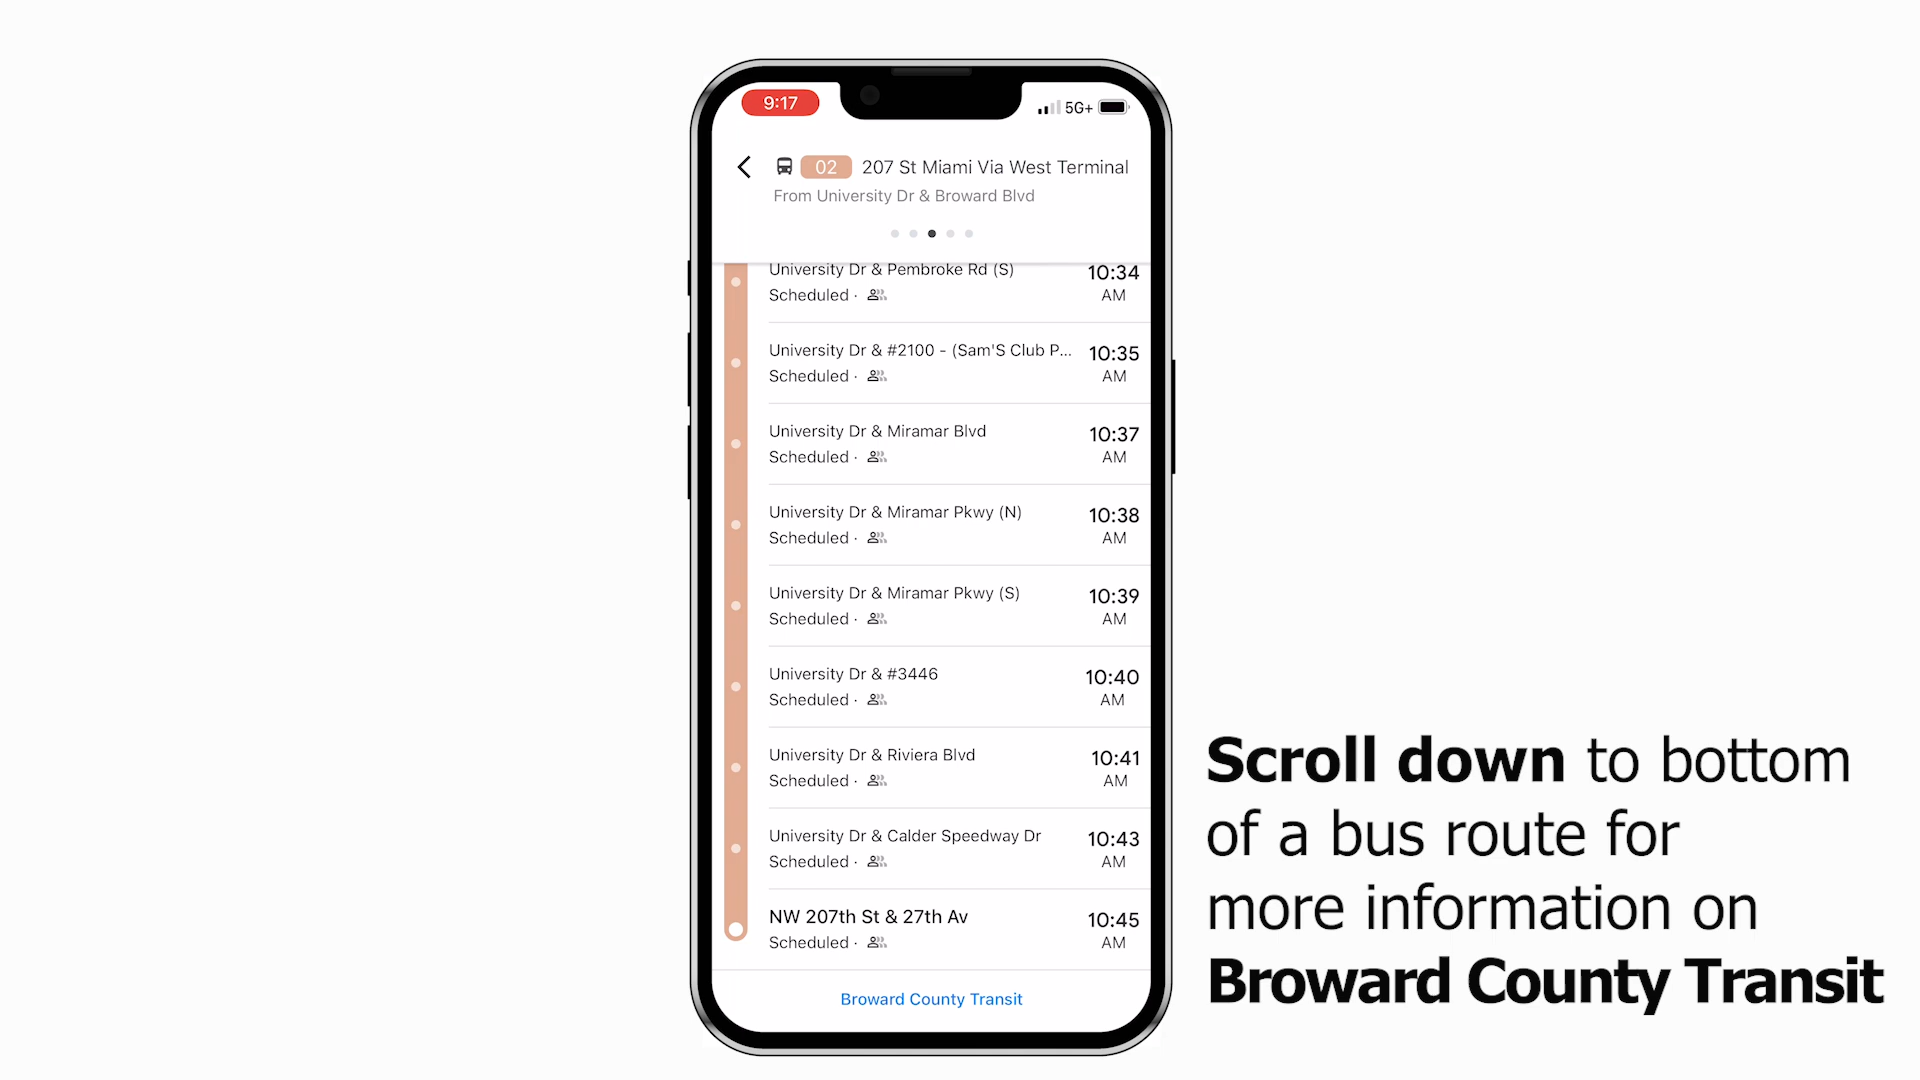 9:17
5G+
02 207 St Miami Via West Terminal
From University Dr & Broward Blvd
University Dr & Pembroke Rd (S) 10:34
Scheduled · AM
University Dr & #2100 - (Sam'S Club P... 10:35
Scheduled · AM
University Dr & Miramar Blvd 10:37
Scheduled · AM
University Dr & Miramar Pkwy (N) 10:38
Scheduled · AM
University Dr & Miramar Pkwy (S) 10:39
Scheduled · AM
University Dr & #3446 10:40
Scheduled · AM
University Dr & Riviera Blvd 10:41
Scheduled · AM
University Dr & Calder Speedway Dr 10:43
Scheduled · AM
NW 207th St & 27th Av 10:45
Scheduled · AM
Broward County Transit
Scroll down to bottom
of a bus route for
more information on
Broward County Transit